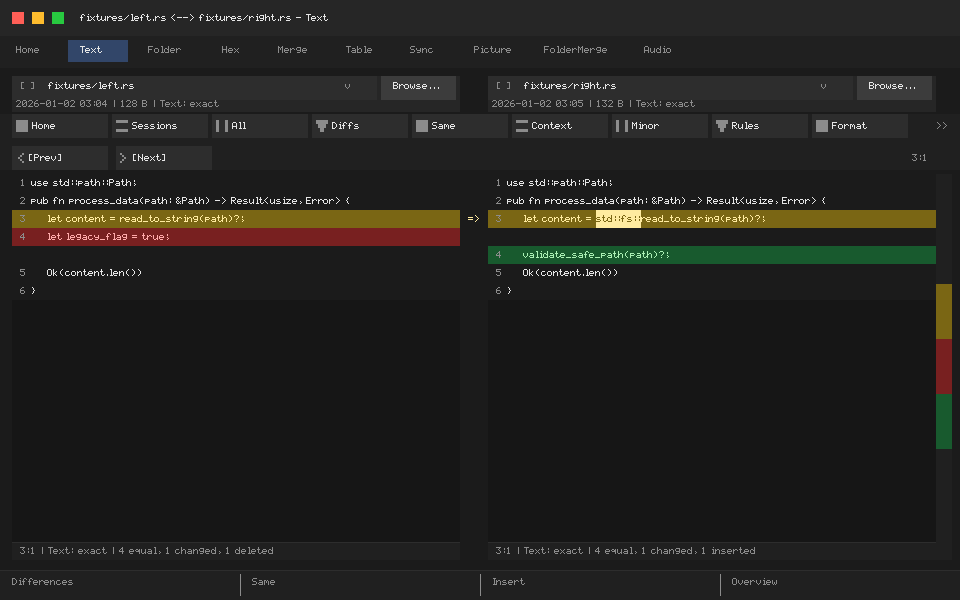 fixtures/left.rs <--> fixtures/right.rs - Text
Home Text Folder Hex Merge Table Sync Picture FolderMerge Audio
[ ] fixtures/left.rs v Browse... [ ] fixtures/right.rs v Browse...
2026-01-02 03:04 | 128 B | Text: exact 2026-01-02 03:05 | 132 B | Text: exact
Home Sessions All Diffs Same Context Minor Rules Format >>
[Prev] [Next] 3:1
1 use std::path::Path; 1 use std::path::Path;
2 pub fn process_data(path: &Path) -> Result(usize,Error) { 2 pub fn process_data(path: &Path) -> Result(usize,Error) {
3 let content = read_to_string(path)?; => 3 let content = std::fs::read_to_string(path)?;
4 let legacy_flag = true;
4 validate_safe_path(path)?;
5 Ok(content.len()) 5 Ok(content.len())
6 } 6 }
3:1 | Text: exact | 4 equal, 1 changed, 1 deleted 3:1 | Text: exact | 4 equal, 1 changed, 1 inserted
Differences Same Insert Overview